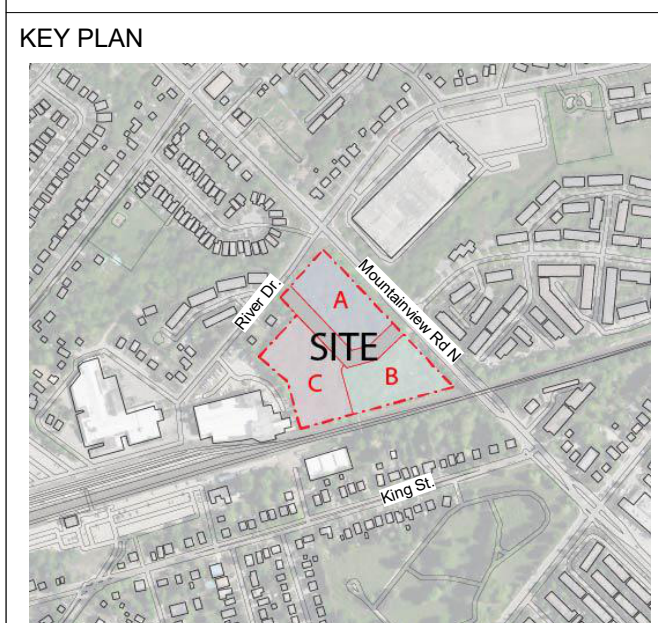 KEY PLAN
River Dr.
Mountainview Rd N
A
SITE
C
B
King St.